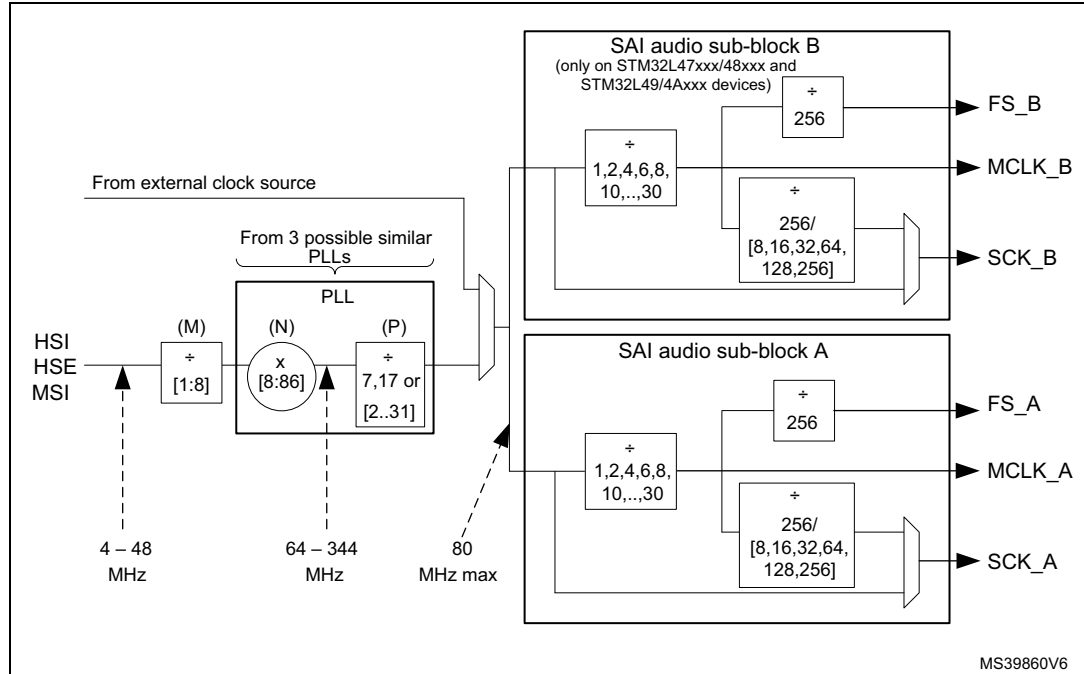 SAI audio sub-block B
(only on STM32L47xxx/48xxx and
STM32L49/4Axxx devices)
÷
256
FS_B
÷
1,2,4,6,8,
10,..,30
MCLK_B
÷
256/
[8,16,32,64,
128,256]
SCK_B
From external clock source
From 3 possible similar
PLLs
PLL
(M)
(N)
(P)
HSI
HSE
MSI
÷
[1:8]
x
[8:86]
÷
7,17 or
[2..31]
SAI audio sub-block A
÷
256
FS_A
÷
1,2,4,6,8,
10,..,30
MCLK_A
÷
256/
[8,16,32,64,
128,256]
SCK_A
4 – 48
MHz
64 – 344
MHz
80
MHz max
MS39860V6